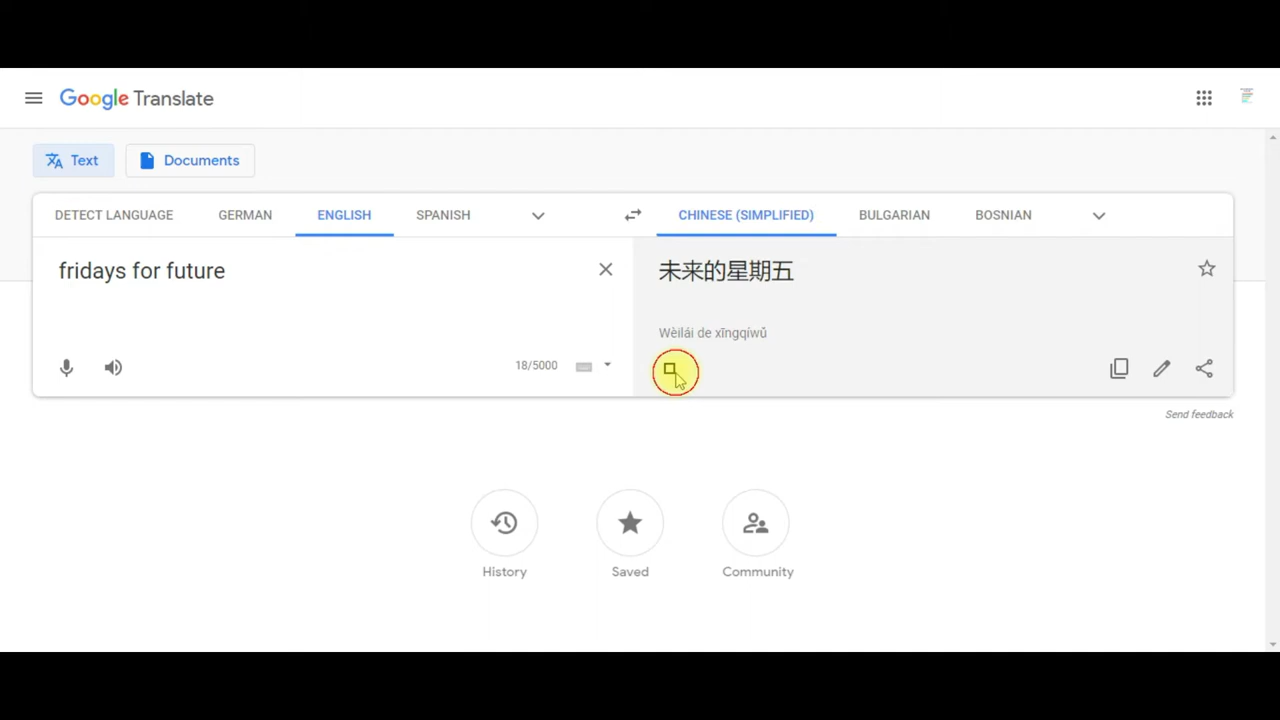 Google Translate
Text Documents
DETECT LANGUAGE GERMAN ENGLISH SPANISH CHINESE (SIMPLIFIED) BULGARIAN BOSNIAN
fridays for future
未来的星期五
Wèilái de xīngqíwǔ
18/5000
Send feedback
History Saved Community